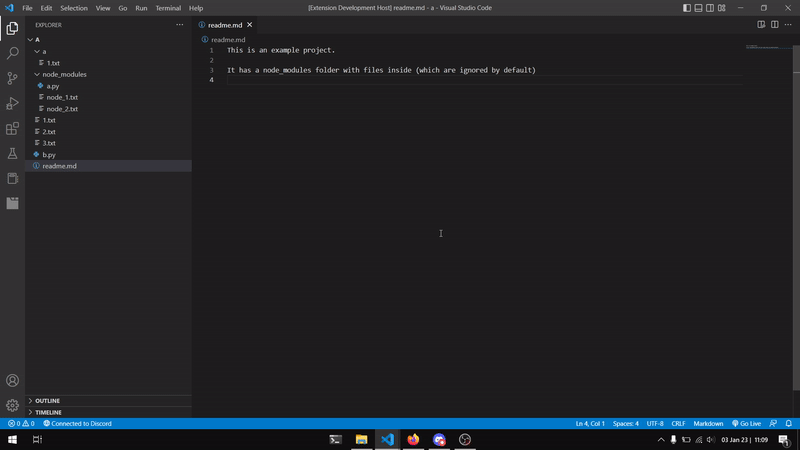 File Edit Selection View Go Run Terminal Help
[Extension Development Host] readme.md - a - Visual Studio Code
EXPLORER
A
a
1.txt
node_modules
a.py
node_1.txt
node_2.txt
1.txt
2.txt
3.txt
b.py
readme.md
OUTLINE
TIMELINE
readme.md
readme.md
1 This is an example project.
2
3 It has a node_modules folder with files inside (which are ignored by default)
4
0 0 Connected to Discord
Ln 4, Col 1 Spaces: 4 UTF-8 CRLF Markdown Go Live
03 Jan 23 11:09
1